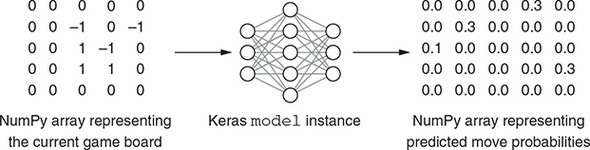 0 0 0 0 0
0 0 –1 0 –1
0 0 1 –1 0
0 0 1 1 0
0 0 0 0 0
NumPy array representing
the current game board
Keras model instance
0.0 0.0 0.0 0.3 0.0
0.0 0.3 0.0 0.0 0.0
0.1 0.0 0.0 0.0 0.0
0.0 0.0 0.0 0.0 0.3
0.0 0.0 0.0 0.0 0.0
NumPy array representing
predicted move probabilities